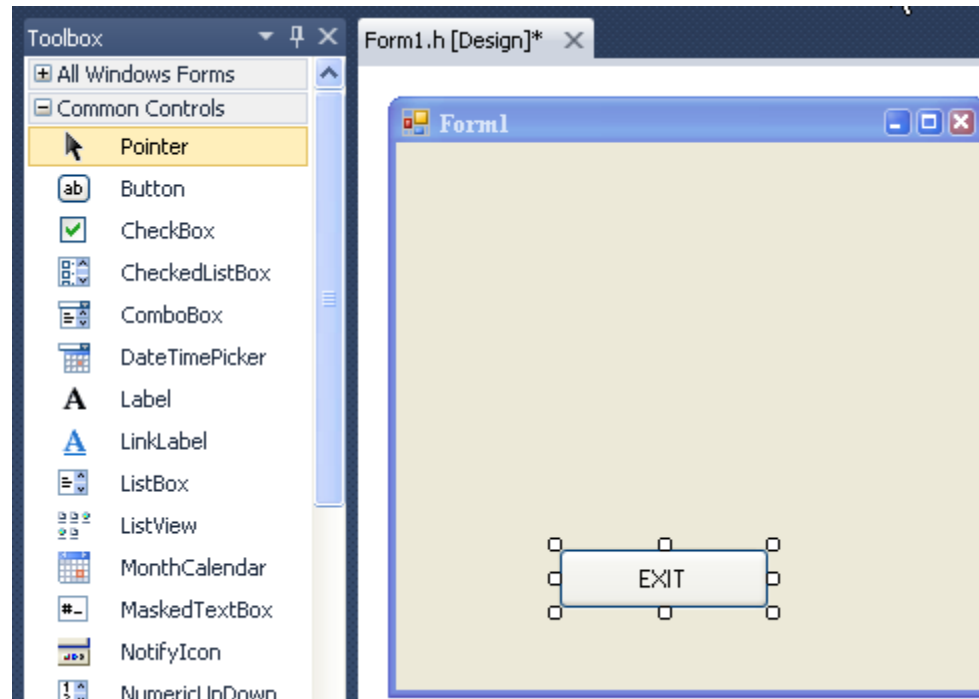 Toolbox
All Windows Forms
Common Controls
Pointer
Button
CheckBox
CheckedListBox
ComboBox
DateTimePicker
Label
LinkLabel
ListBox
ListView
MonthCalendar
MaskedTextBox
NotifyIcon
NumericUpDown
Form1.h [Design]*
Form1
EXIT